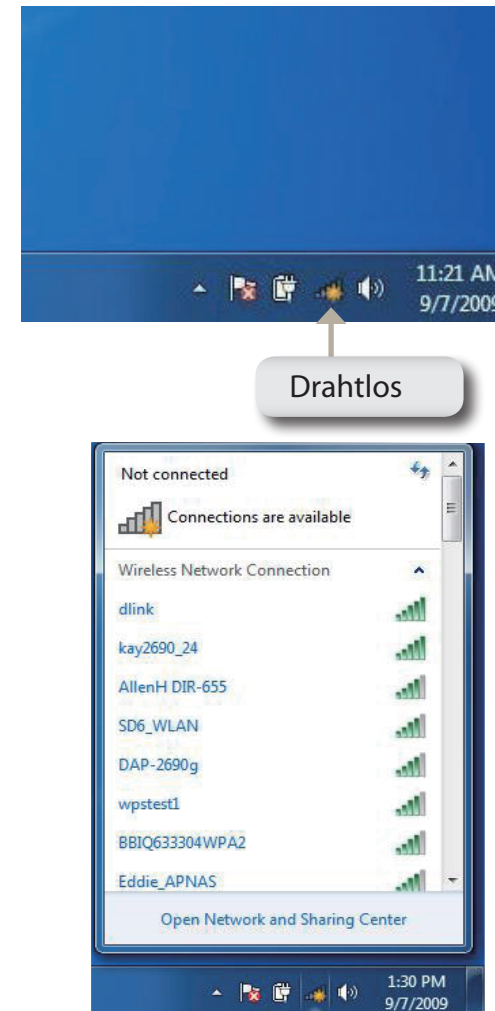 11:21 AM
9/7/2009
Drahtlos
Not connected
Connections are available
Wireless Network Connection
dlink
kay2690_24
AllenH DIR-655
SD6_WLAN
DAP-2690g
wpstest1
BBIQ633304WPA2
Eddie_APNAS
Open Network and Sharing Center
1:30 PM
9/7/2009